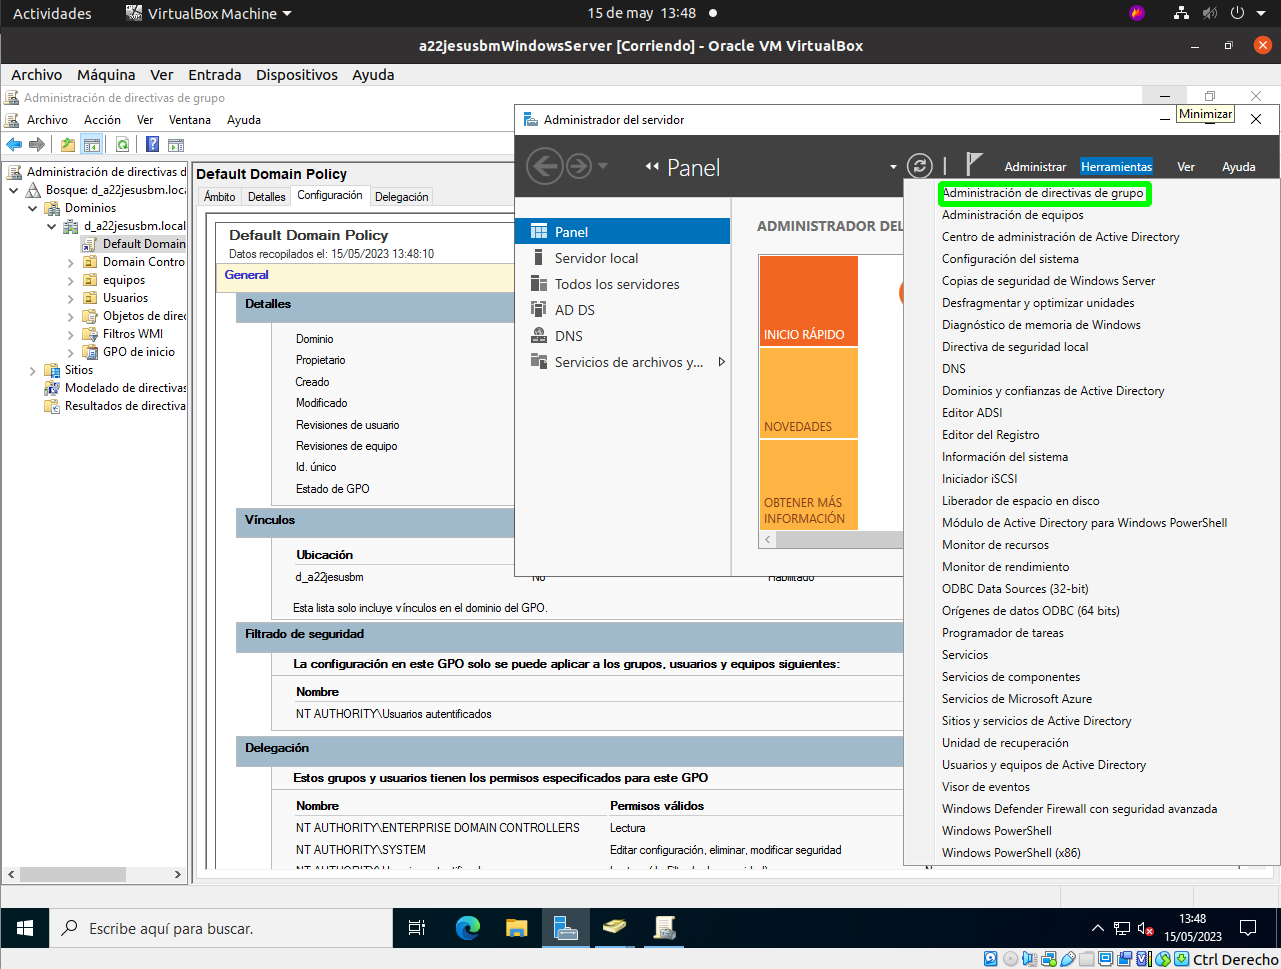 Actividades
VirtualBox Machine
15 de may 13:48
a22jesusbmWindowsServer [Corriendo] - Oracle VM VirtualBox
Archivo Máquina Ver Entrada Dispositivos Ayuda
Administración de directivas de grupo
Archivo Acción Ver Ventana Ayuda
Minimizar
Administración de directivas d
Bosque: d_a22jesusbm.loca
Dominios
d_a22jesusbm.local
Default Domain
Domain Contro
equipos
Usuarios
Objetos de direc
Filtros WMI
GPO de inicio
Sitios
Modelado de directivas
Resultados de directiva
Default Domain Policy
Ámbito Detalles Configuración Delegación
Default Domain Policy
Datos recopilados el: 15/05/2023 13:48:10
General
Detalles
Dominio
Propietario
Creado
Modificado
Revisiones de usuario
Revisiones de equipo
Id. único
Estado de GPO
Vínculos
Ubicación
d_a22jesusbm No Habilitado
Esta lista solo incluye vínculos en el dominio del GPO.
Filtrado de seguridad
La configuración en este GPO solo se puede aplicar a los grupos, usuarios y equipos siguientes:
Nombre
NT AUTHORITY\Usuarios autentificados
Delegación
Estos grupos y usuarios tienen los permisos especificados para este GPO
Nombre Permisos válidos
NT AUTHORITY\ENTERPRISE DOMAIN CONTROLLERS Lectura
NT AUTHORITY\SYSTEM Editar configuración, eliminar, modificar seguridad
Administrador del servidor
Panel
Administrar Herramientas Ver Ayuda
Panel
Servidor local
Todos los servidores
AD DS
DNS
Servicios de archivos y...
ADMINISTRADOR DEL
INICIO RÁPIDO
NOVEDADES
OBTENER MÁS
INFORMACIÓN
Administración de directivas de grupo
Administración de equipos
Centro de administración de Active Directory
Configuración del sistema
Copias de seguridad de Windows Server
Desfragmentar y optimizar unidades
Diagnóstico de memoria de Windows
Directiva de seguridad local
DNS
Dominios y confianzas de Active Directory
Editor ADSI
Editor del Registro
Información del sistema
Iniciador iSCSI
Liberador de espacio en disco
Módulo de Active Directory para Windows PowerShell
Monitor de recursos
Monitor de rendimiento
ODBC Data Sources (32-bit)
Orígenes de datos ODBC (64 bits)
Programador de tareas
Servicios
Servicios de componentes
Servicios de Microsoft Azure
Sitios y servicios de Active Directory
Unidad de recuperación
Usuarios y equipos de Active Directory
Visor de eventos
Windows Defender Firewall con seguridad avanzada
Windows PowerShell
Windows PowerShell (x86)
Escribe aquí para buscar.
13:48
15/05/2023
Ctrl Derecho